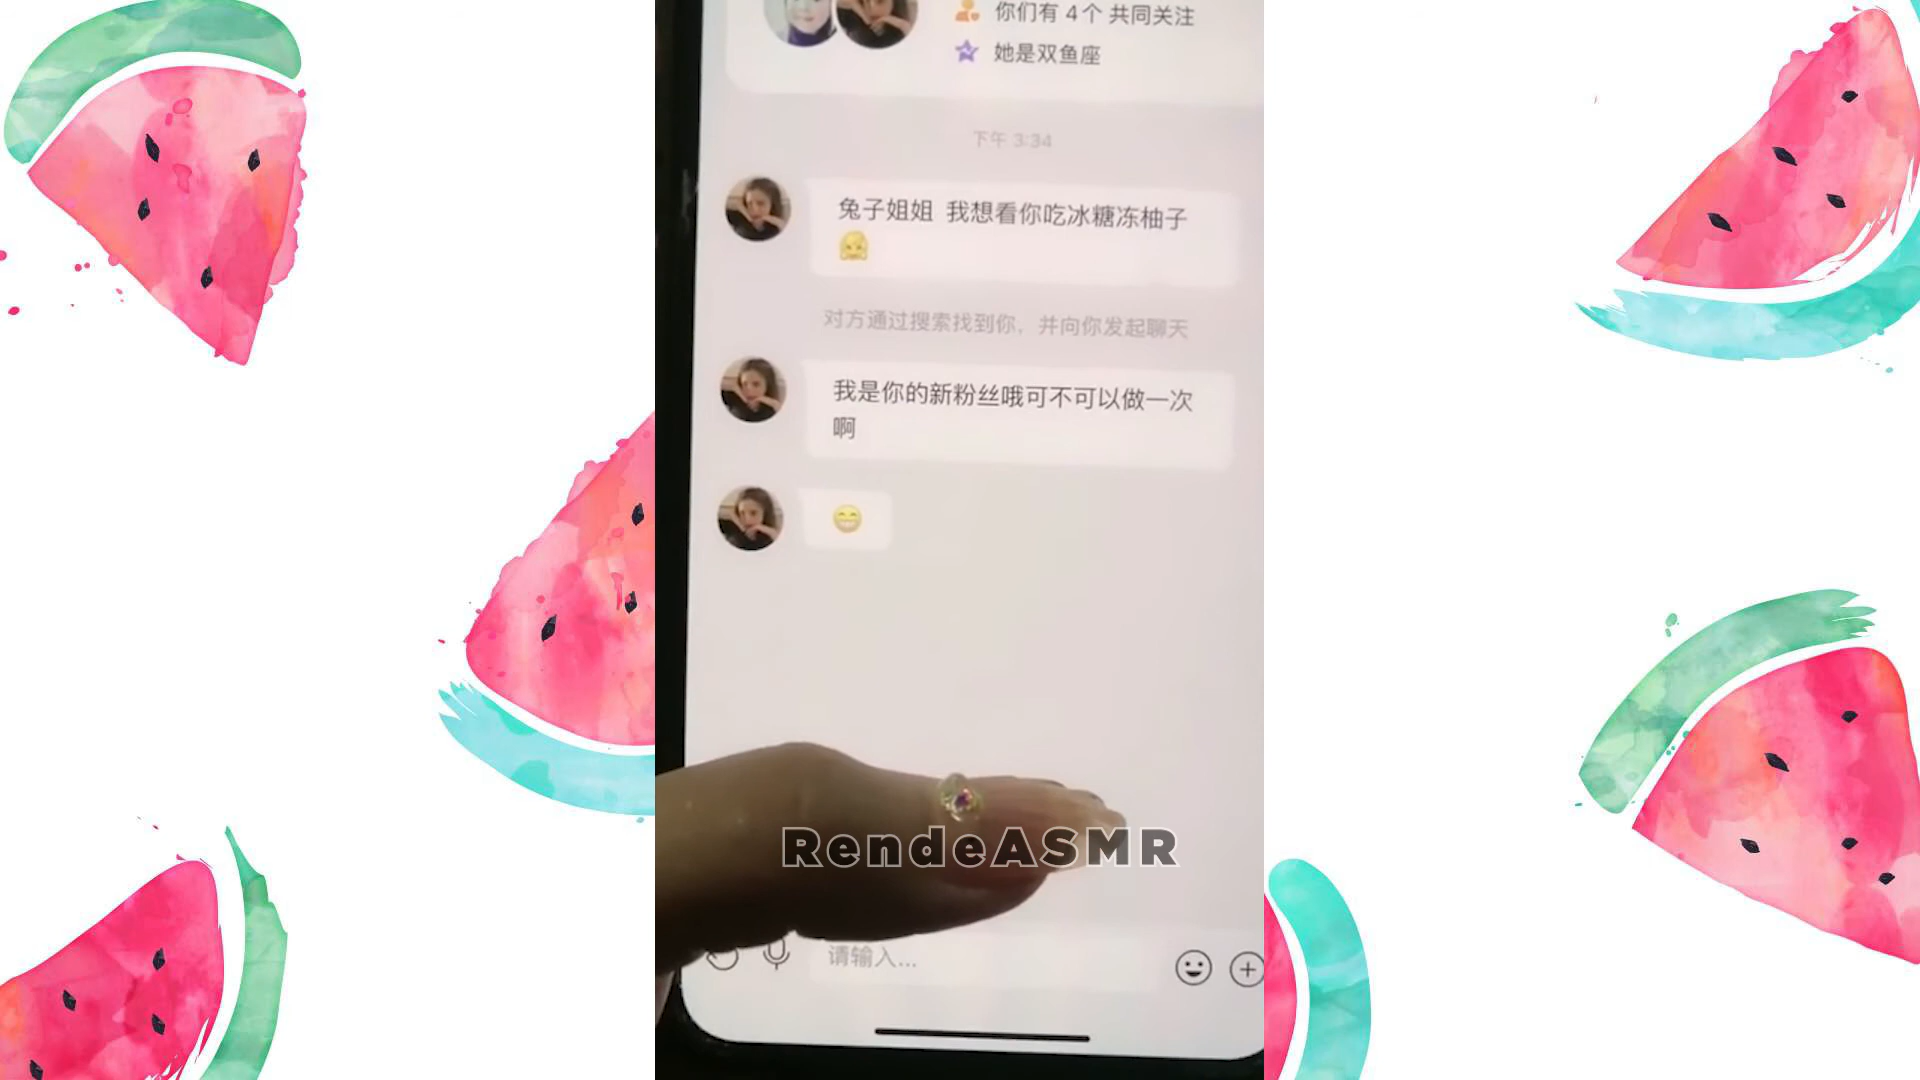 你们有 4个 共同关注
她是双鱼座
下午 3:34
兔子姐姐 我想看你吃冰糖冻柚子
对方通过搜索找到你，并向你发起聊天
我是你的新粉丝哦可不可以做一次
啊
RendeASMR
请输入...